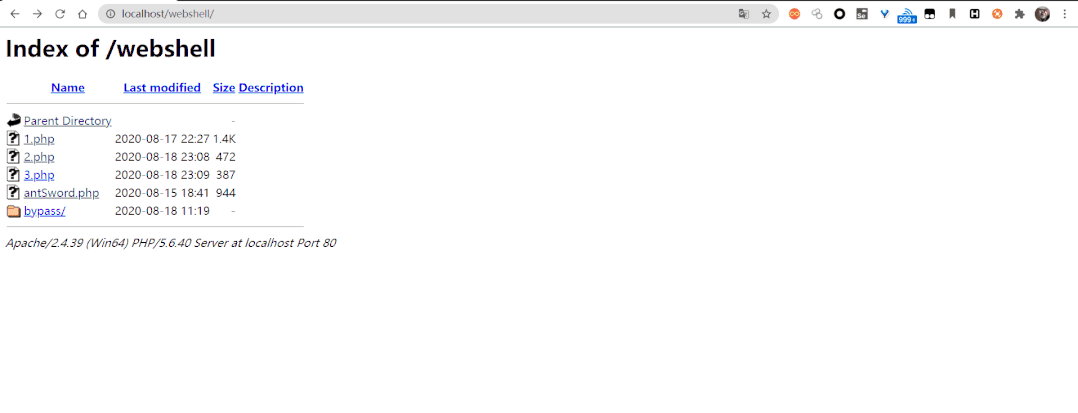 localhost/webshell/
999+
Index of /webshell
Name Last modified Size Description
Parent Directory -
1.php 2020-08-17 22:27 1.4K
2.php 2020-08-18 23:08 472
3.php 2020-08-18 23:09 387
antSword.php 2020-08-15 18:41 944
bypass/ 2020-08-18 11:19 -
Apache/2.4.39 (Win64) PHP/5.6.40 Server at localhost Port 80